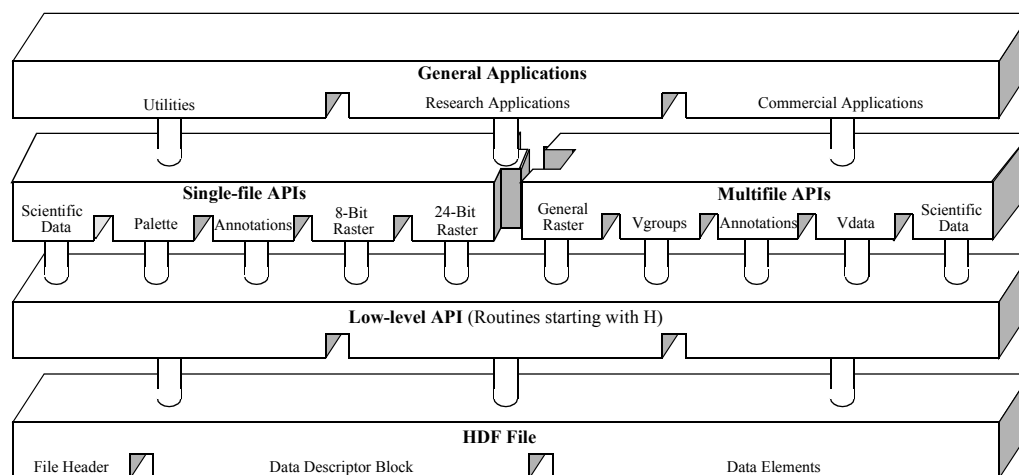 General Applications
Utilities
Research Applications
Commercial Applications
Single-file APIs
Scientific
Data
Palette
Annotations
8-Bit
Raster
24-Bit
Raster
Multifile APIs
General
Raster
Vgroups
Annotations
Vdata
Scientific
Data
Low-level API (Routines starting with H)
HDF File
File Header
Data Descriptor Block
Data Elements